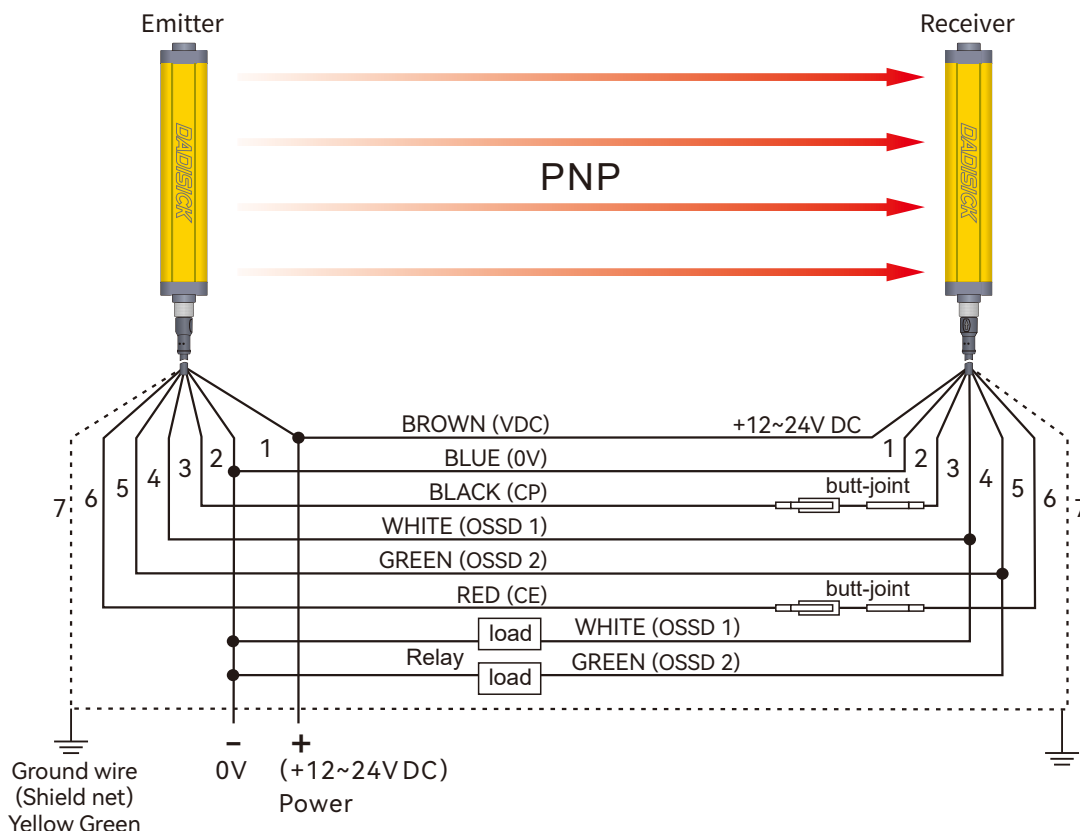 Emitter
Receiver
DADISICK
DADISICK
PNP
BROWN (VDC)
+12~24V DC
BLUE (0V)
BLACK (CP)
butt-joint
WHITE (OSSD 1)
GREEN (OSSD 2)
RED (CE)
butt-joint
load
WHITE (OSSD 1)
Relay
load
GREEN (OSSD 2)
1
2
3
4
5
6
7
1
2
3
4
5
6
7
-
+
0V
(+12~24V DC)
Power
Ground wire
(Shield net)
Yellow Green